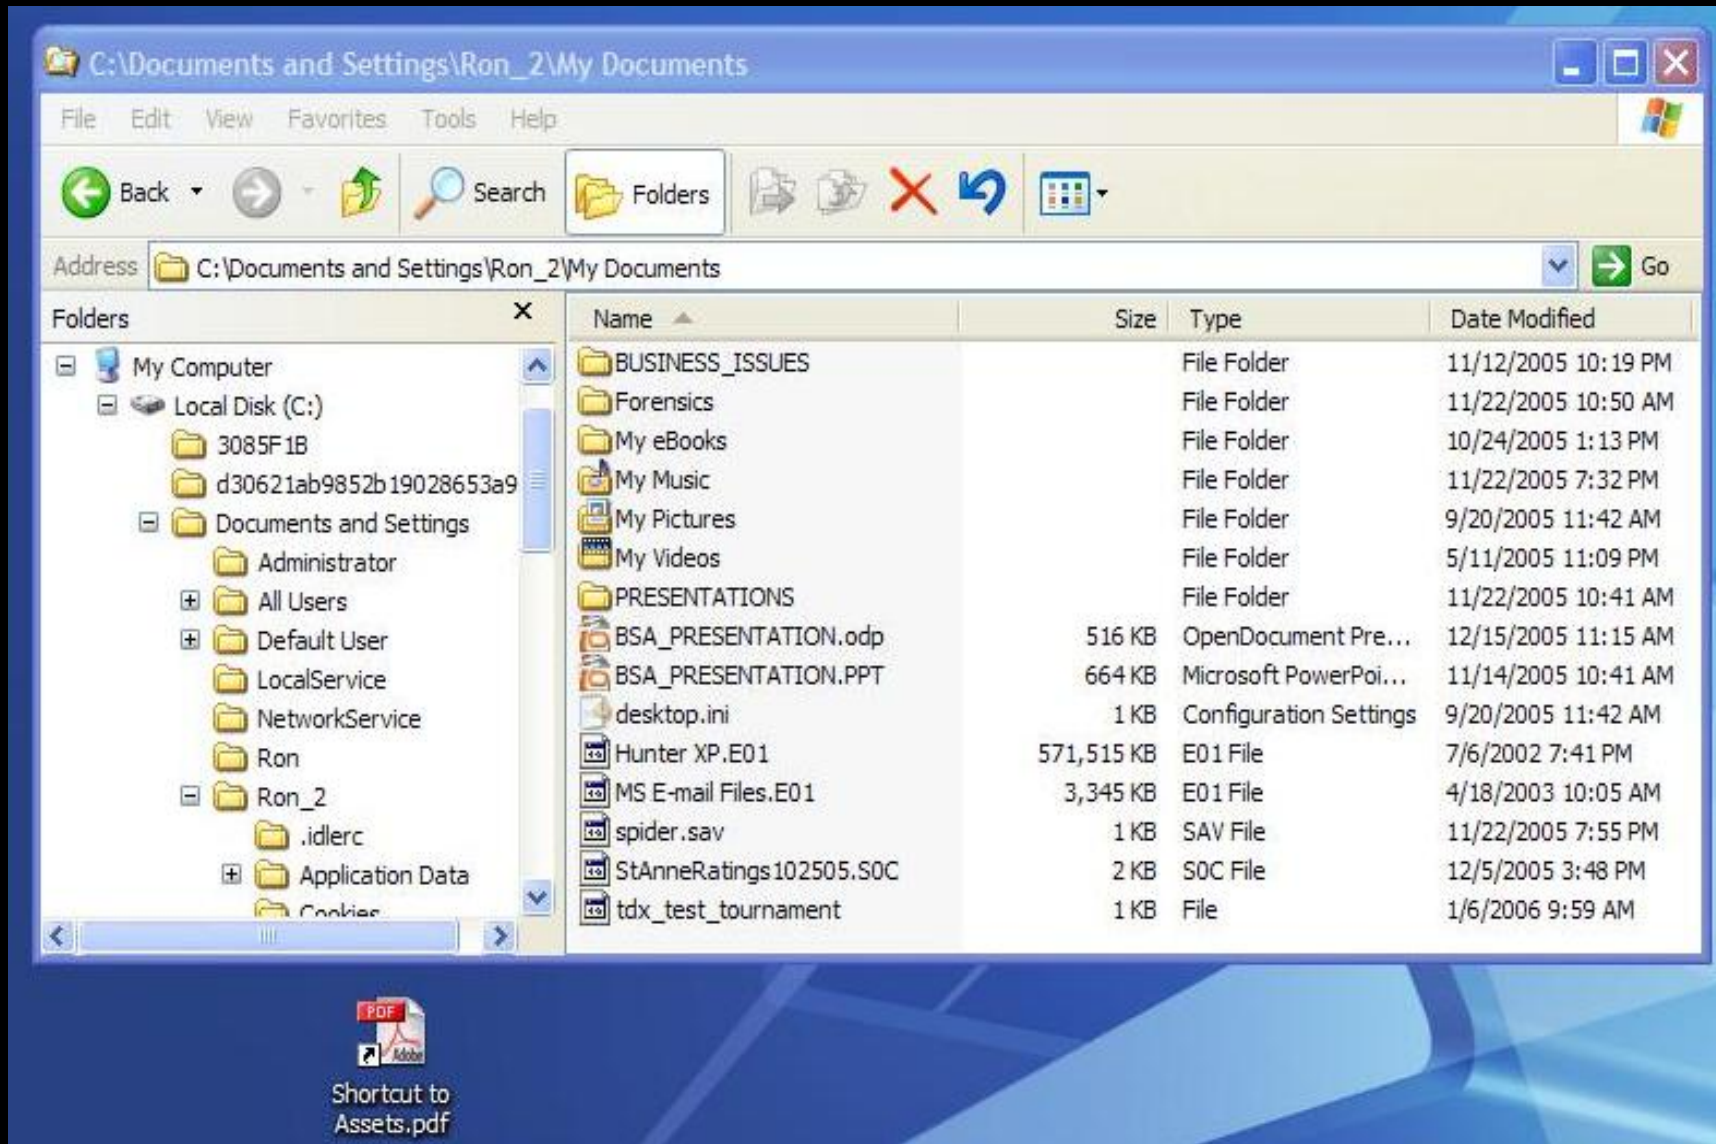 C:\Documents and Settings\Ron_2\My Documents
File Edit View Favorites Tools Help
Back Search Folders
Address C:\Documents and Settings\Ron_2\My Documents Go
Folders
My Computer
Local Disk (C:)
3085F1B
d30621ab9852b19028653a9
Documents and Settings
Administrator
All Users
Default User
LocalService
NetworkService
Ron
Ron_2
.idlerc
Application Data
Cookies
Name Size Type Date Modified
BUSINESS_ISSUES File Folder 11/12/2005 10:19 PM
Forensics File Folder 11/22/2005 10:50 AM
My eBooks File Folder 10/24/2005 1:13 PM
My Music File Folder 11/22/2005 7:32 PM
My Pictures File Folder 9/20/2005 11:42 AM
My Videos File Folder 5/11/2005 11:09 PM
PRESENTATIONS File Folder 11/22/2005 10:41 AM
BSA_PRESENTATION.odp 516 KB OpenDocument Pre... 12/15/2005 11:15 AM
BSA_PRESENTATION.PPT 664 KB Microsoft PowerPoi... 11/14/2005 10:41 AM
desktop.ini 1 KB Configuration Settings 9/20/2005 11:42 AM
Hunter XP.E01 571,515 KB E01 File 7/6/2002 7:41 PM
MS E-mail Files.E01 3,345 KB E01 File 4/18/2003 10:05 AM
spider.sav 1 KB SAV File 11/22/2005 7:55 PM
StAnneRatings102505.S0C 2 KB S0C File 12/5/2005 3:48 PM
tdx_test_tournament 1 KB File 1/6/2006 9:59 AM
PDF
Adobe
Shortcut to
Assets.pdf